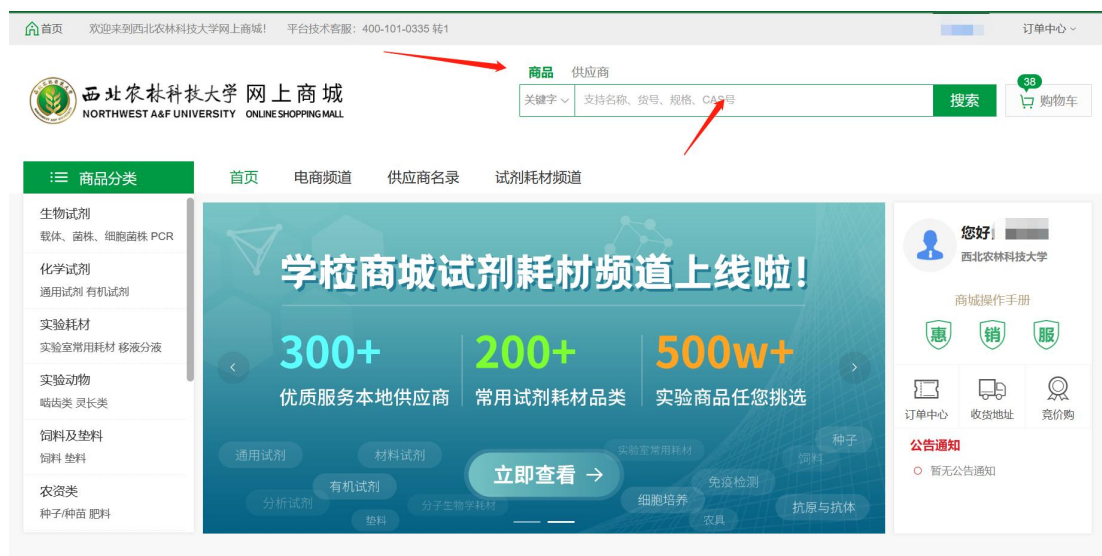 首页 欢迎来到西北农林科技大学网上商城! 平台技术客服：400-101-0335 转1 订单中心
商品 供应商
西北农林科技大学 网上商城
NORTHWEST A&F UNIVERSITY ONLINE SHOPPING MALL
关键字 支持名称、货号、规格、CAS号 搜索 38 购物车
商品分类 首页 电商频道 供应商名录 试剂耗材频道
生物试剂
载体、菌株、细胞菌株 PCR
化学试剂
通用试剂 有机试剂
实验耗材
实验室常用耗材 移液分液
实验动物
啮齿类 灵长类
饲料及垫料
饲料 垫料
农资类
种子/种苗 肥料
学校商城试剂耗材频道上线啦!
300+ 200+ 500w+
优质服务本地供应商 常用试剂耗材品类 实验商品任您挑选
通用试剂 材料试剂 实验室常用耗材 饲料 种子
有机试剂 立即查看 → 免疫检测
分析试剂 分子生物学耗材 细胞培养 抗原与抗体
垫料 农具
您好
西北农林科技大学
商城操作手册
惠 销 服
订单中心 收货地址 竞价购
公告通知
暂无公告通知